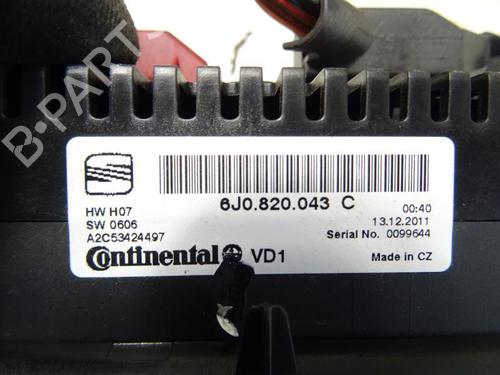 B-PART
6J0.820.043 C
HW H07
SW 0606
A2C53424497
00:40
13.12.2011
Serial No. 0099644
Continental VD1
Made in CZ